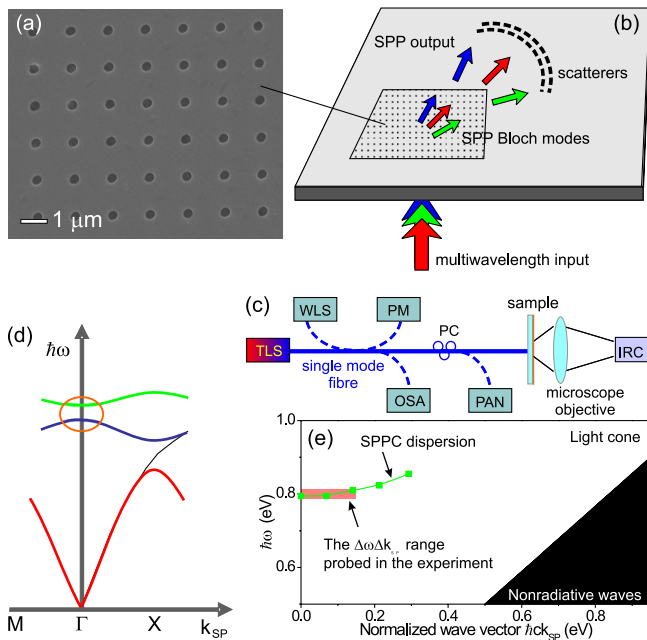 (a)
1 μm
(b)
SPP output
scatterers
SPP Bloch modes
multiwavelength input
(c)
WLS
PM
PC
sample
TLS
single mode
fibre
OSA
PAN
IRC
microscope
objective
(d)
ħω
M
Γ
X
k_SP
(e)
1.0
0.8
0.6
ħω (eV)
SPPC dispersion
Light cone
The ΔωΔk_SP range
probed in the experiment
Nonradiative waves
0.0
0.2
0.4
0.6
0.8
Normalized wave vector ħck_SP (eV)